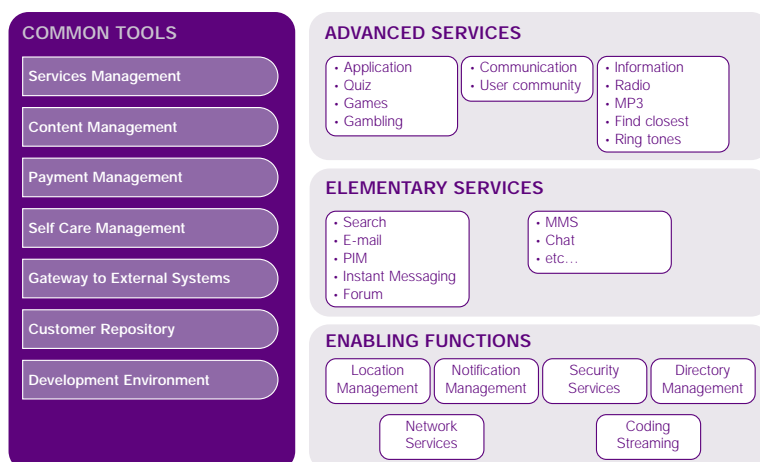 COMMON TOOLS
Services Management
Content Management
Payment Management
Self Care Management
Gateway to External Systems
Customer Repository
Development Environment
ADVANCED SERVICES
• Application
• Quiz
• Games
• Gambling
• Communication
• User community
• Information
• Radio
• MP3
• Find closest
• Ring tones
ELEMENTARY SERVICES
• Search
• E-mail
• PIM
• Instant Messaging
• Forum
• MMS
• Chat
• etc...
ENABLING FUNCTIONS
Location
Management
Notification
Management
Security
Services
Directory
Management
Network
Services
Coding
Streaming